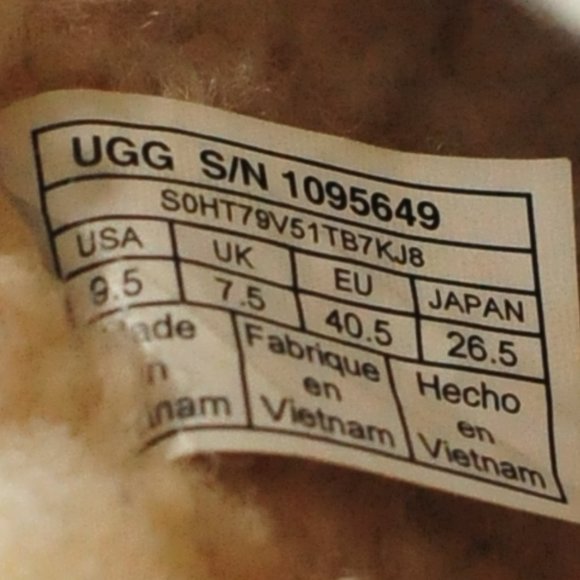 UGG S/N 1095649
S0HT79V51TB7KJ8
USA UK EU JAPAN
9.5 7.5 40.5 26.5
Fabrique Hecho
en en
Vietnam Vietnam